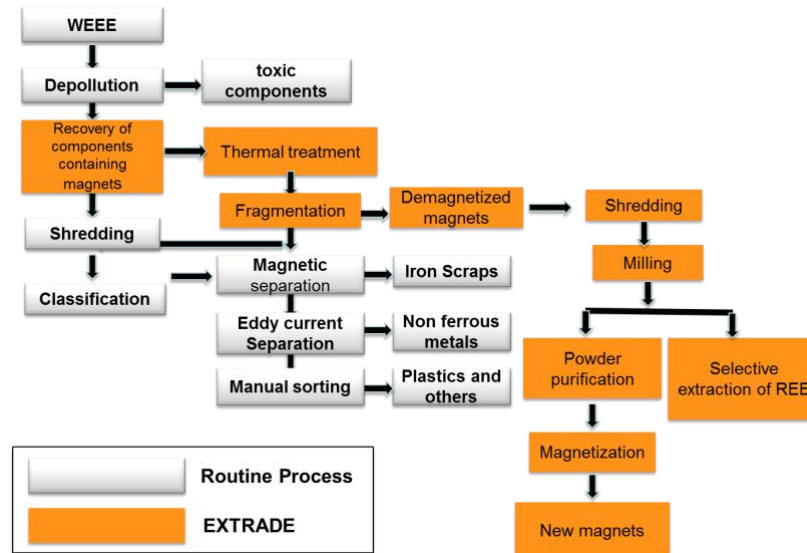 WEEE
Depollution
toxic
components
Recovery of
components
containing
magnets
Thermal treatment
Fragmentation
Demagnetized
magnets
Shredding
Shredding
Magnetic
separation
Iron Scraps
Milling
Classification
Eddy current
Separation
Non ferrous
metals
Manual sorting
Plastics and
others
Powder
purification
Selective
extraction of REE
Magnetization
New magnets
Routine Process
EXTRADE